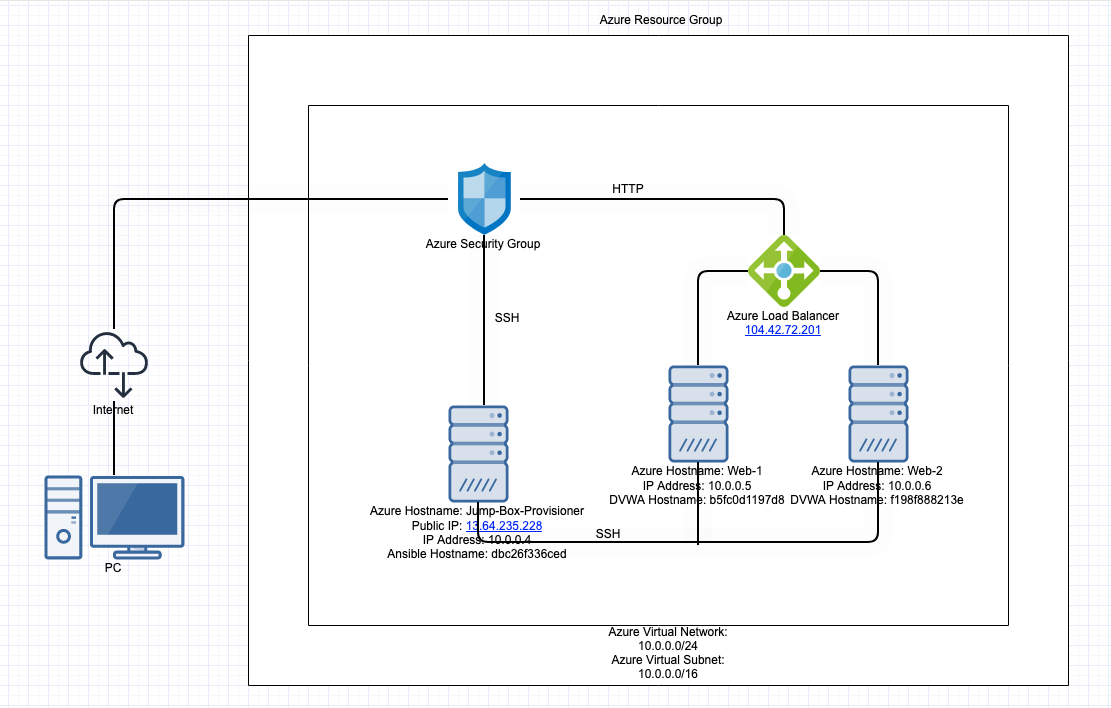 Azure Resource Group
HTTP
Azure Security Group
SSH
Azure Load Balancer
104.42.72.201
Internet
PC
Azure Hostname: Jump-Box-Provisioner
Public IP: 13.64.235.228
IP Address: 10.0.0.4
Ansible Hostname: dbc26f336ced
Azure Hostname: Web-1
IP Address: 10.0.0.5
DVWA Hostname: b5fc0d1197d8
Azure Hostname: Web-2
IP Address: 10.0.0.6
DVWA Hostname: f198f888213e
SSH
Azure Virtual Network:
10.0.0.0/24
Azure Virtual Subnet:
10.0.0.0/16